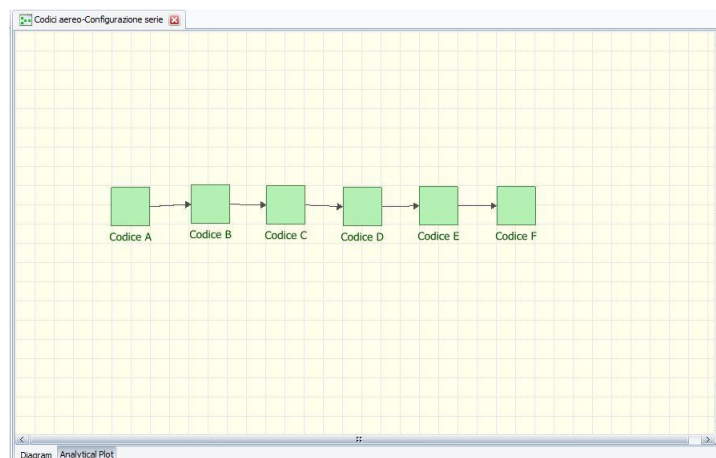 Codici aereo-Configurazione serie
Codice A Codice B Codice C Codice D Codice E Codice F
Diagram Analytical Plot